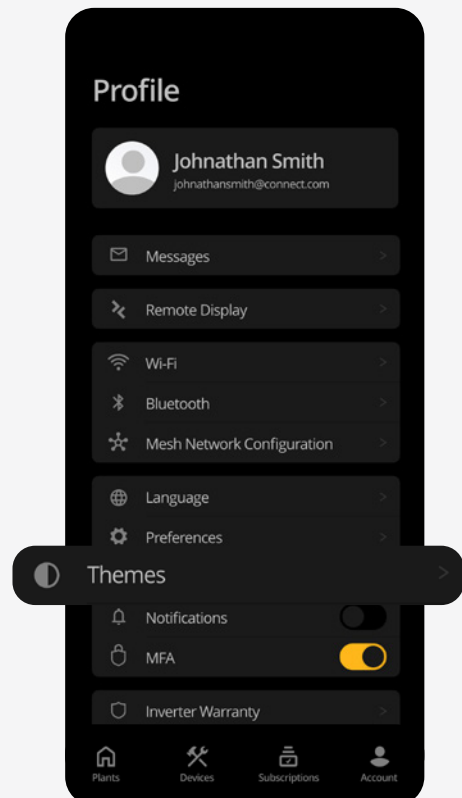 Profile
Johnathan Smith
johnathansmith@connect.com
Messages
Remote Display
Wi-Fi
Bluetooth
Mesh Network Configuration
Language
Preferences
Themes
Notifications
MFA
Inverter Warranty
Plants Devices Subscriptions Account